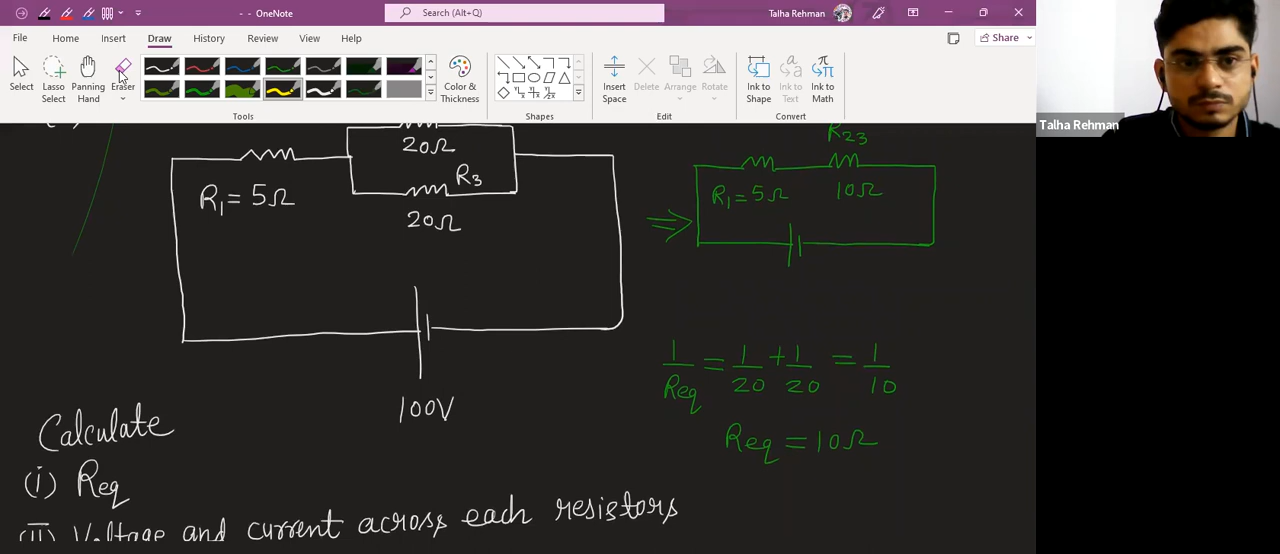 - - OneNote
Search (Alt+Q)
Talha Rehman
File
Home
Insert
Draw
History
Review
View
Help
Share
Select
Lasso Select
Panning Hand
Eraser
Color & Thickness
Insert Space
Delete
Arrange
Rotate
Ink to Shape
Ink to Text
Ink to Math
Tools
Shapes
Edit
Convert
Talha Rehman
20Ω
R₃
20Ω
R₁ = 5Ω
100V
R₂₃
R₁ = 5Ω
10Ω
⇒
1/Req = 1/20 + 1/20 = 1/10
Req = 10Ω
Calculate
(i) Req
(ii) Voltage and current across each resistors